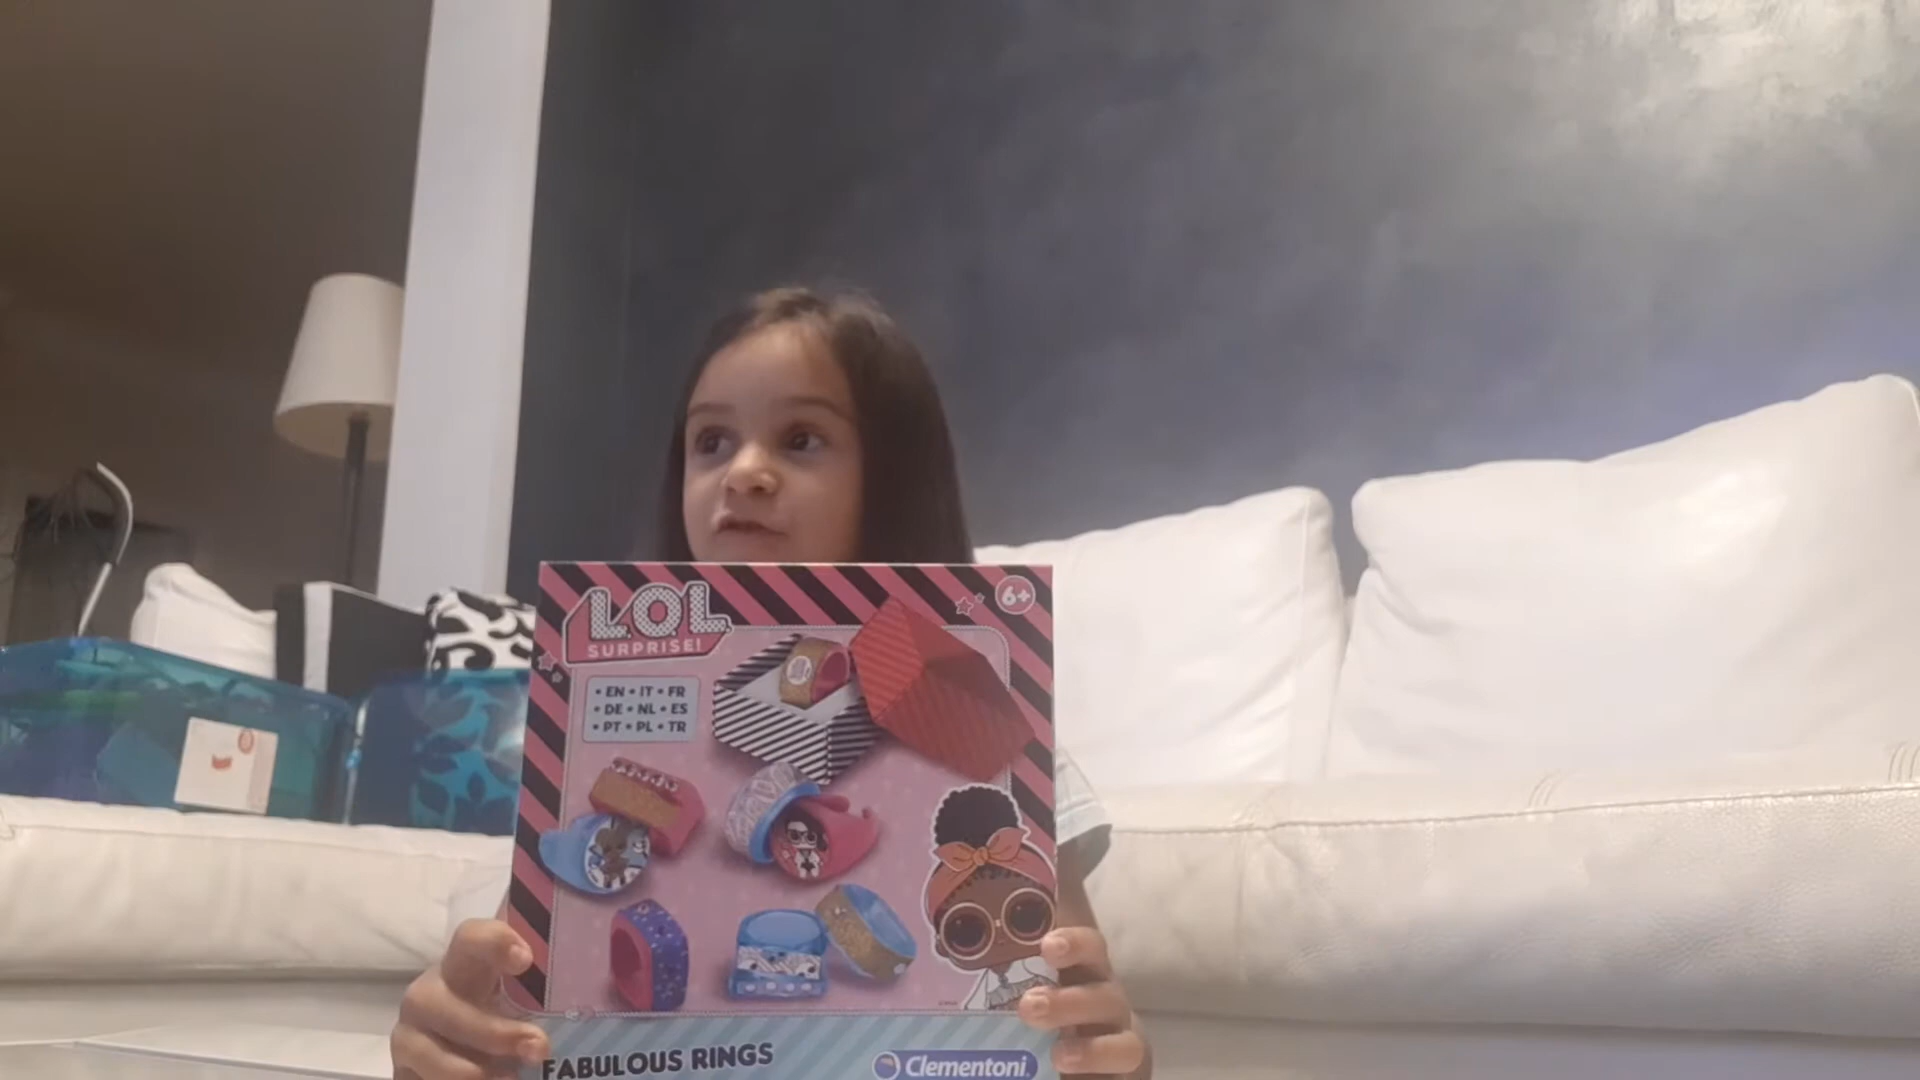 L.O.L.
SURPRISE!
6+
• EN • IT • FR
• DE • NL • ES
• PT • PL • TR
FABULOUS RINGS
Clementoni.